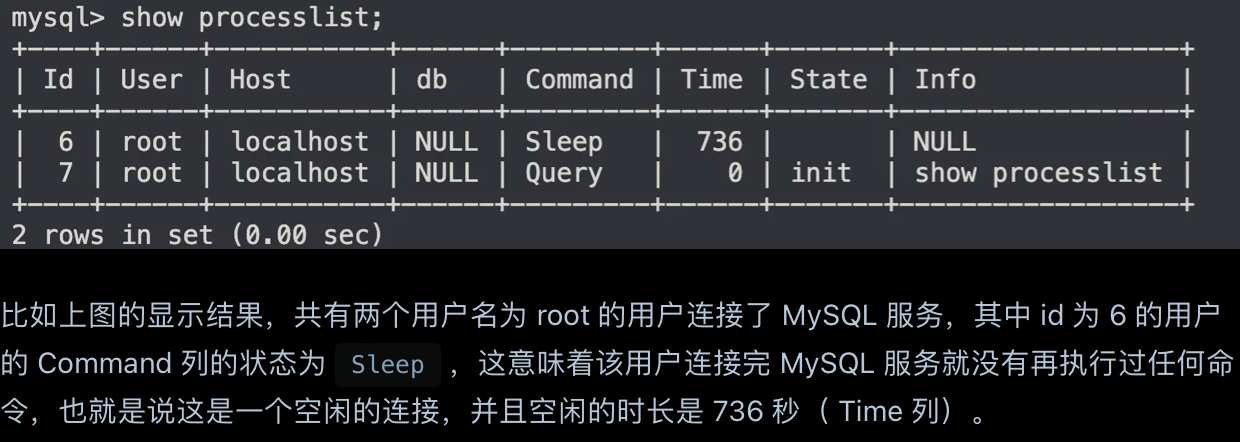 mysql> show processlist;
+----+------+-----------+------+---------+------+-------+------------------+
| Id | User | Host      | db   | Command | Time | State | Info             |
+----+------+-----------+------+---------+------+-------+------------------+
|  6 | root | localhost | NULL | Sleep   |  736 |       | NULL             |
|  7 | root | localhost | NULL | Query   |    0 | init  | show processlist |
+----+------+-----------+------+---------+------+-------+------------------+
2 rows in set (0.00 sec)
比如上图的显示结果，共有两个用户名为 root 的用户连接了 MySQL 服务，其中 id 为 6 的用户
的 Command 列的状态为 Sleep ，这意味着该用户连接完 MySQL 服务就没有再执行过任何命
令，也就是说这是一个空闲的连接，并且空闲的时长是 736 秒（ Time 列）。